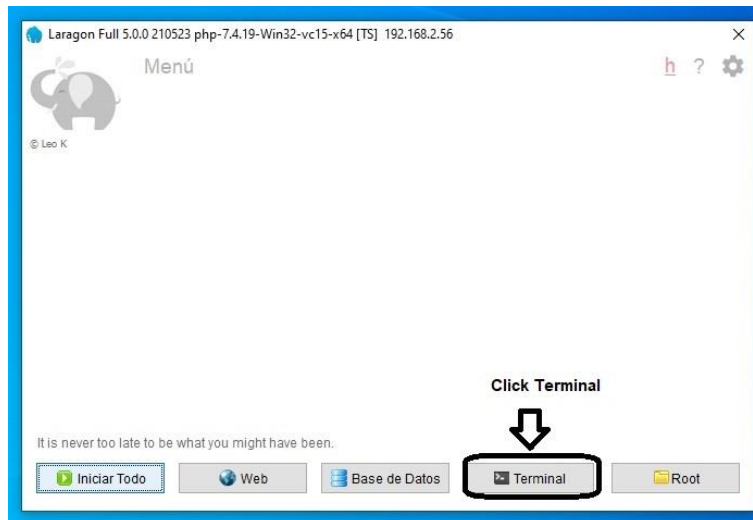 Laragon Full 5.0.0 210523 php-7.4.19-Win32-vc15-x64 [TS] 192.168.2.56
Menú
h ?
© Leo K
Click Terminal
It is never too late to be what you might have been.
Iniciar Todo Web Base de Datos Terminal Root